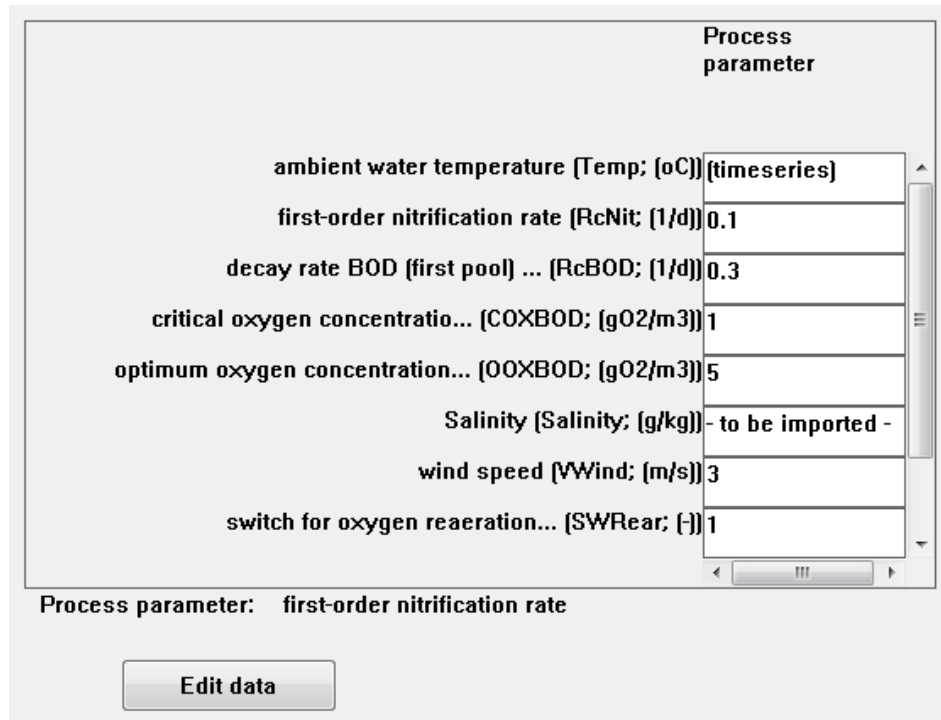 Process
parameter
ambient water temperature (Temp; (oC)) (timeseries)
first-order nitrification rate (RcNit; (1/d)) 0.1
decay rate BOD (first pool) ... (RcBOD; (1/d)) 0.3
critical oxygen concentratio... (COXBOD; (gO2/m3)) 1
optimum oxygen concentration... (OOXBOD; (gO2/m3)) 5
Salinity (Salinity; (g/kg)) - to be imported -
wind speed (VWind; (m/s)) 3
switch for oxygen reaeration... (SWRear; (-)) 1
Process parameter: first-order nitrification rate
Edit data